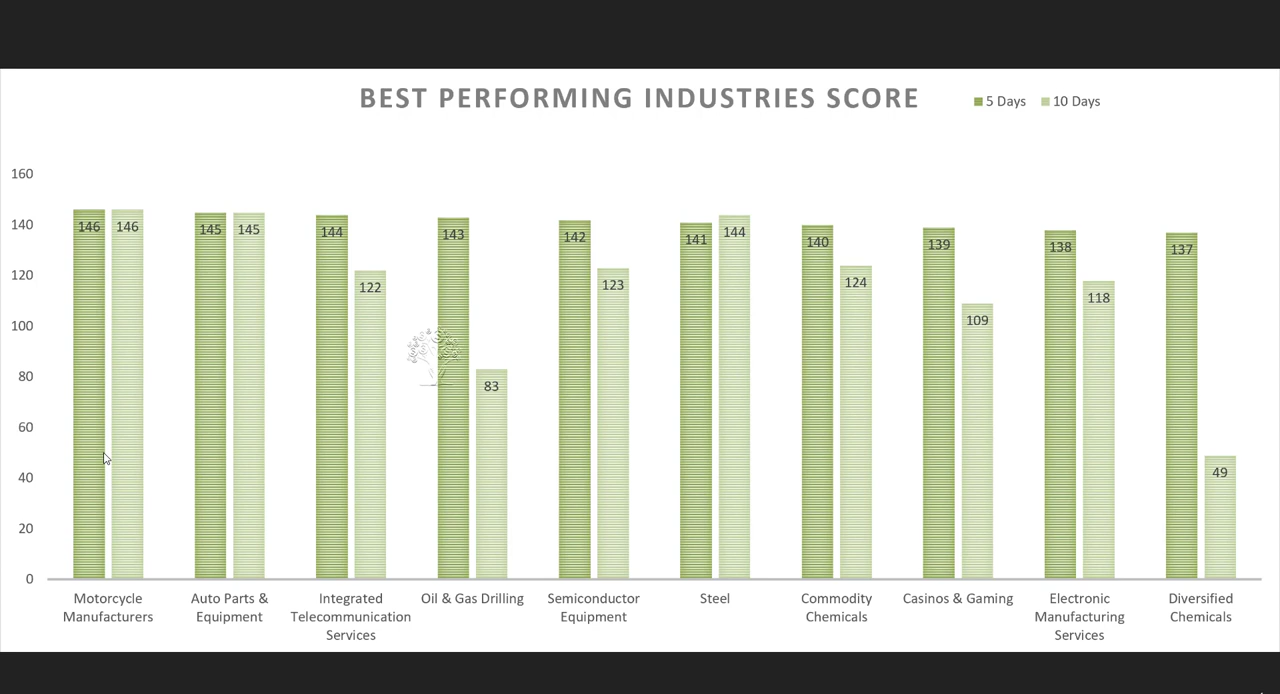 BEST PERFORMING INDUSTRIES SCORE
5 Days
10 Days
160
140
120
100
80
60
40
20
0
146
146
145
145
144
122
143
83
142
123
141
144
140
124
139
109
138
118
137
49
Motorcycle
Manufacturers
Auto Parts &
Equipment
Integrated
Telecommunication
Services
Oil & Gas Drilling
Semiconductor
Equipment
Steel
Commodity
Chemicals
Casinos & Gaming
Electronic
Manufacturing
Services
Diversified
Chemicals